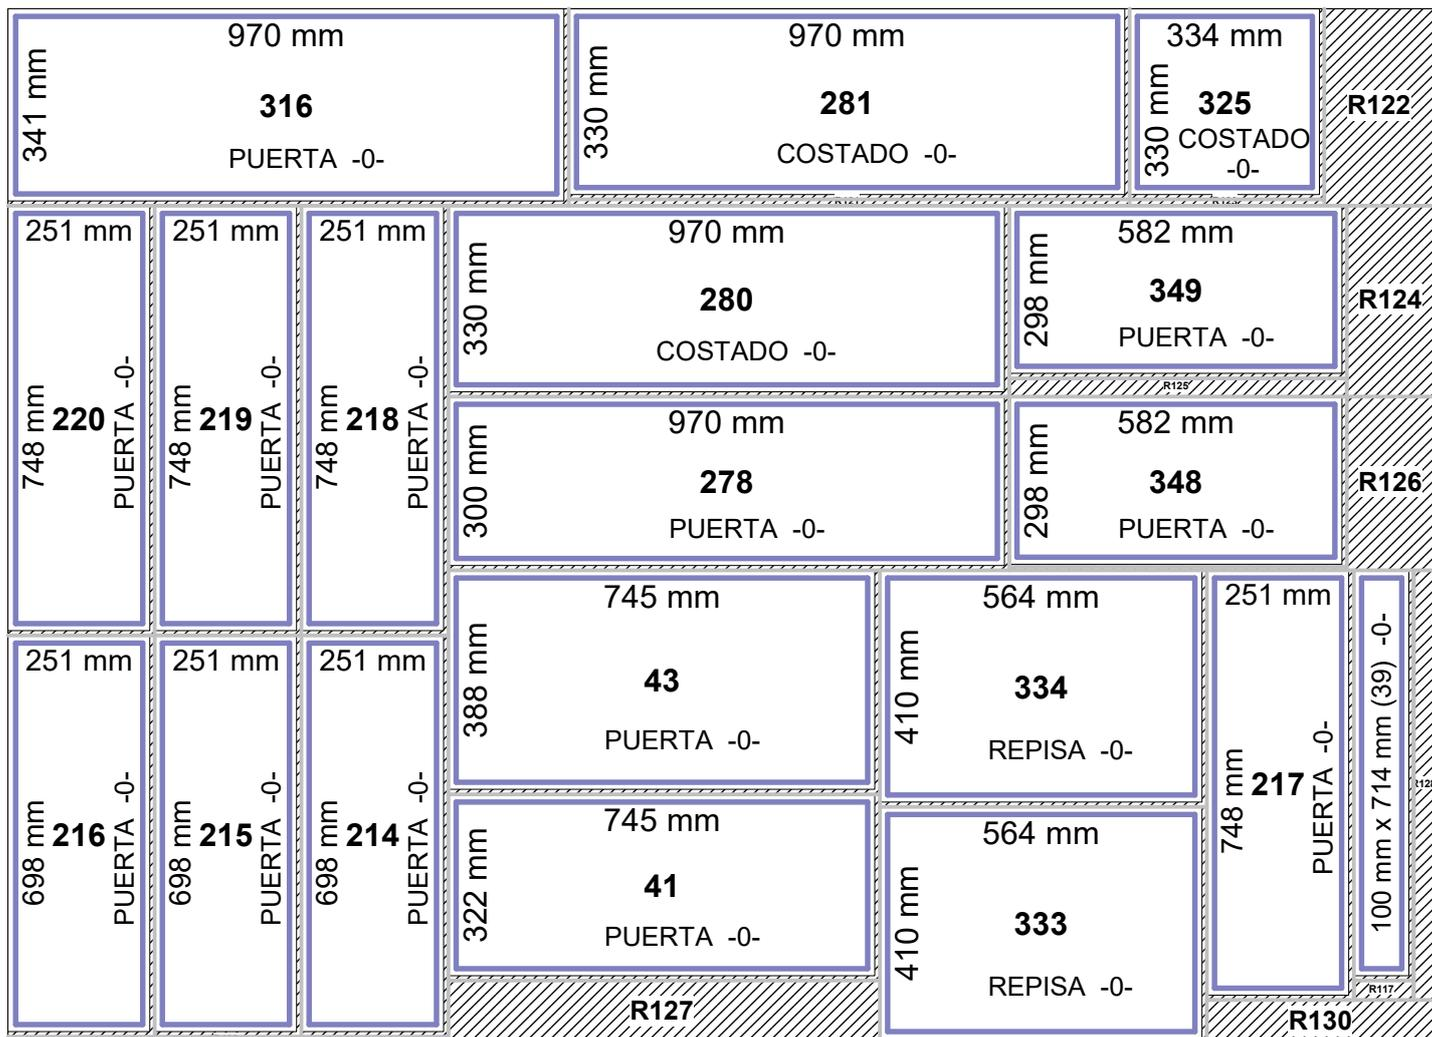 970 mm
341 mm
316
PUERTA -0-
970 mm
330 mm
281
COSTADO -0-
334 mm
330 mm
325
COSTADO
-0-
R122
251 mm
748 mm
220
PUERTA -0-
251 mm
748 mm
219
PUERTA -0-
251 mm
748 mm
218
PUERTA -0-
970 mm
330 mm
280
COSTADO -0-
582 mm
298 mm
349
PUERTA -0-
R124
R125
970 mm
300 mm
278
PUERTA -0-
582 mm
298 mm
348
PUERTA -0-
R126
251 mm
698 mm
216
PUERTA -0-
251 mm
698 mm
215
PUERTA -0-
251 mm
698 mm
214
PUERTA -0-
745 mm
388 mm
43
PUERTA -0-
564 mm
410 mm
334
REPISA -0-
251 mm
748 mm
217
PUERTA -0-
100 mm x 714 mm (39) -0-
745 mm
322 mm
41
PUERTA -0-
564 mm
410 mm
333
REPISA -0-
R117
R127
R130